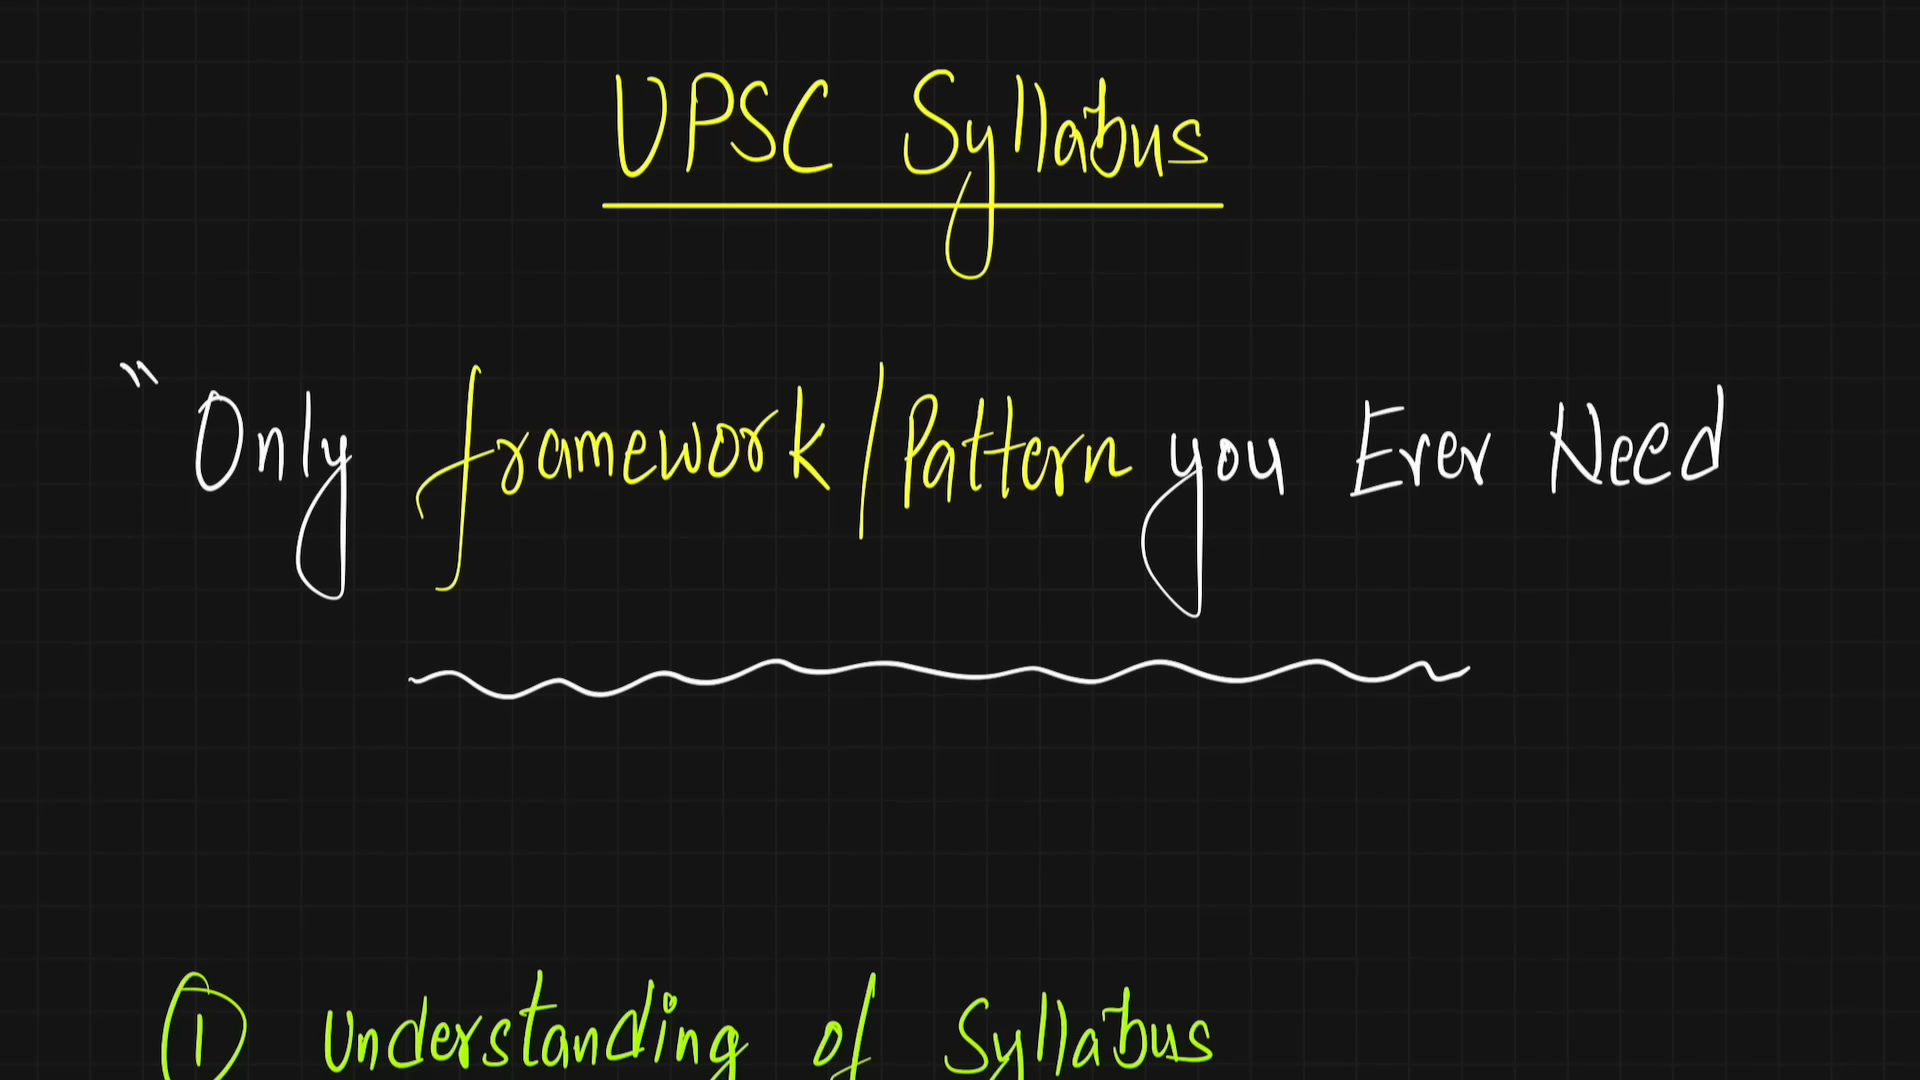 UPSC Syllabus
"Only framework/Pattern you Ever Need
① Understanding of Syllabus